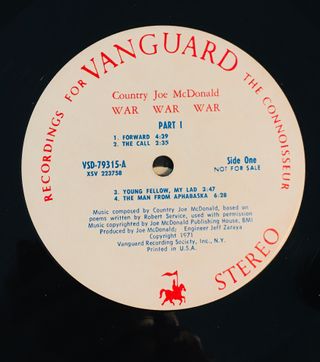 RECORDINGS FOR VANGUARD THE CONNOISSEUR
Country Joe McDonald
WAR WAR WAR
PART I
1. FORWARD 4:29
2. THE CALL 2:35
VSD-79315-A
XSV 223758
Side One
NOT FOR SALE
3. YOUNG FELLOW, MY LAD 3:47
4. THE MAN FROM APHABASKA 6:28
Music composed by Country Joe McDonald, based on
poems written by Robert Service, used with permission
Music copyrighted by Joe McDonald Publishing House, BMI
Produced by Joe McDonald; Engineer Jeff Zaraya
Copyright 1971
Vanguard Recording Society, Inc., N.Y.
Printed in U.S.A.
STEREO